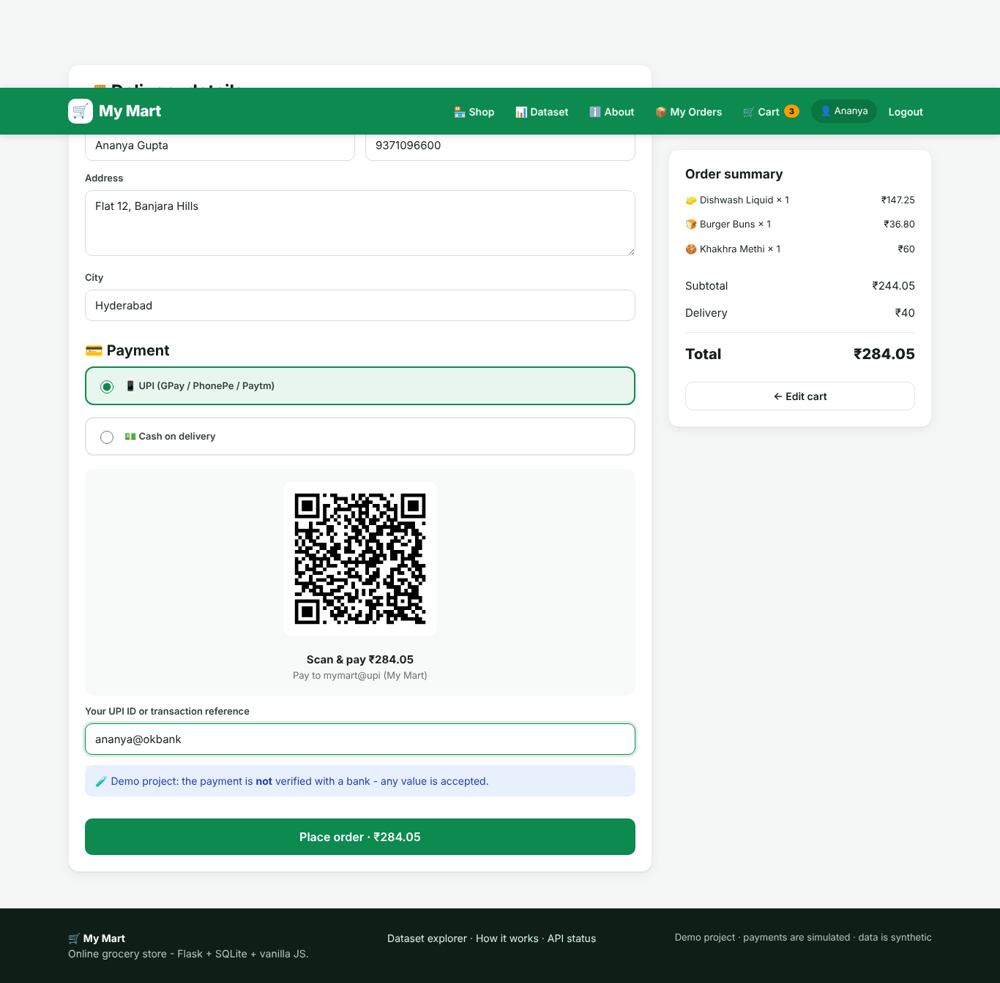 My Mart
Shop
Dataset
About
My Orders
Cart 3
Ananya
Logout
Ananya Gupta
9371096600
Address
Flat 12, Banjara Hills
City
Hyderabad
Payment
UPI (GPay / PhonePe / Paytm)
Cash on delivery
Scan & pay ₹284.05
Pay to mymart@upi (My Mart)
Your UPI ID or transaction reference
ananya@okbank
Demo project: the payment is not verified with a bank - any value is accepted.
Place order · ₹284.05
Order summary
Dishwash Liquid × 1 ₹147.25
Burger Buns × 1 ₹36.80
Khakhra Methi × 1 ₹60
Subtotal ₹244.05
Delivery ₹40
Total ₹284.05
← Edit cart
My Mart
Online grocery store - Flask + SQLite + vanilla JS.
Dataset explorer · How it works · API status
Demo project · payments are simulated · data is synthetic